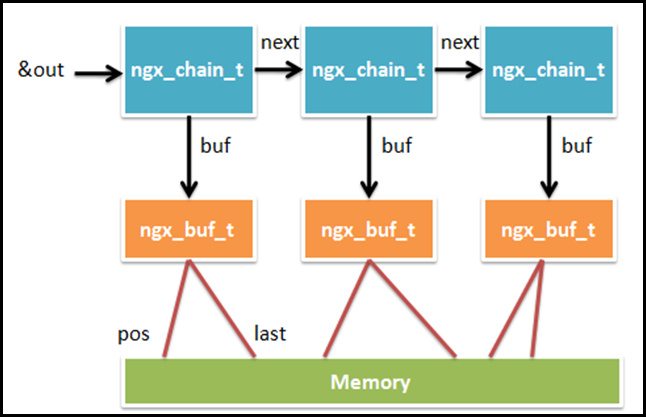 next next
&out ngx_chain_t ngx_chain_t ngx_chain_t
buf buf buf
ngx_buf_t ngx_buf_t ngx_buf_t
pos last
Memory